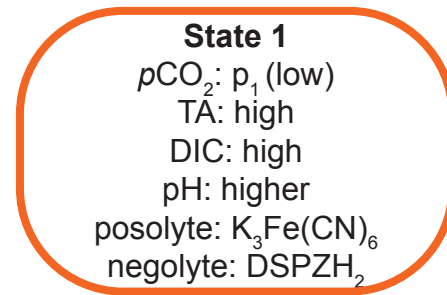 State 1
pCO₂: p₁ (low)
TA: high
DIC: high
pH: higher
posolyte: K₃Fe(CN)₆
negolyte: DSPZH₂